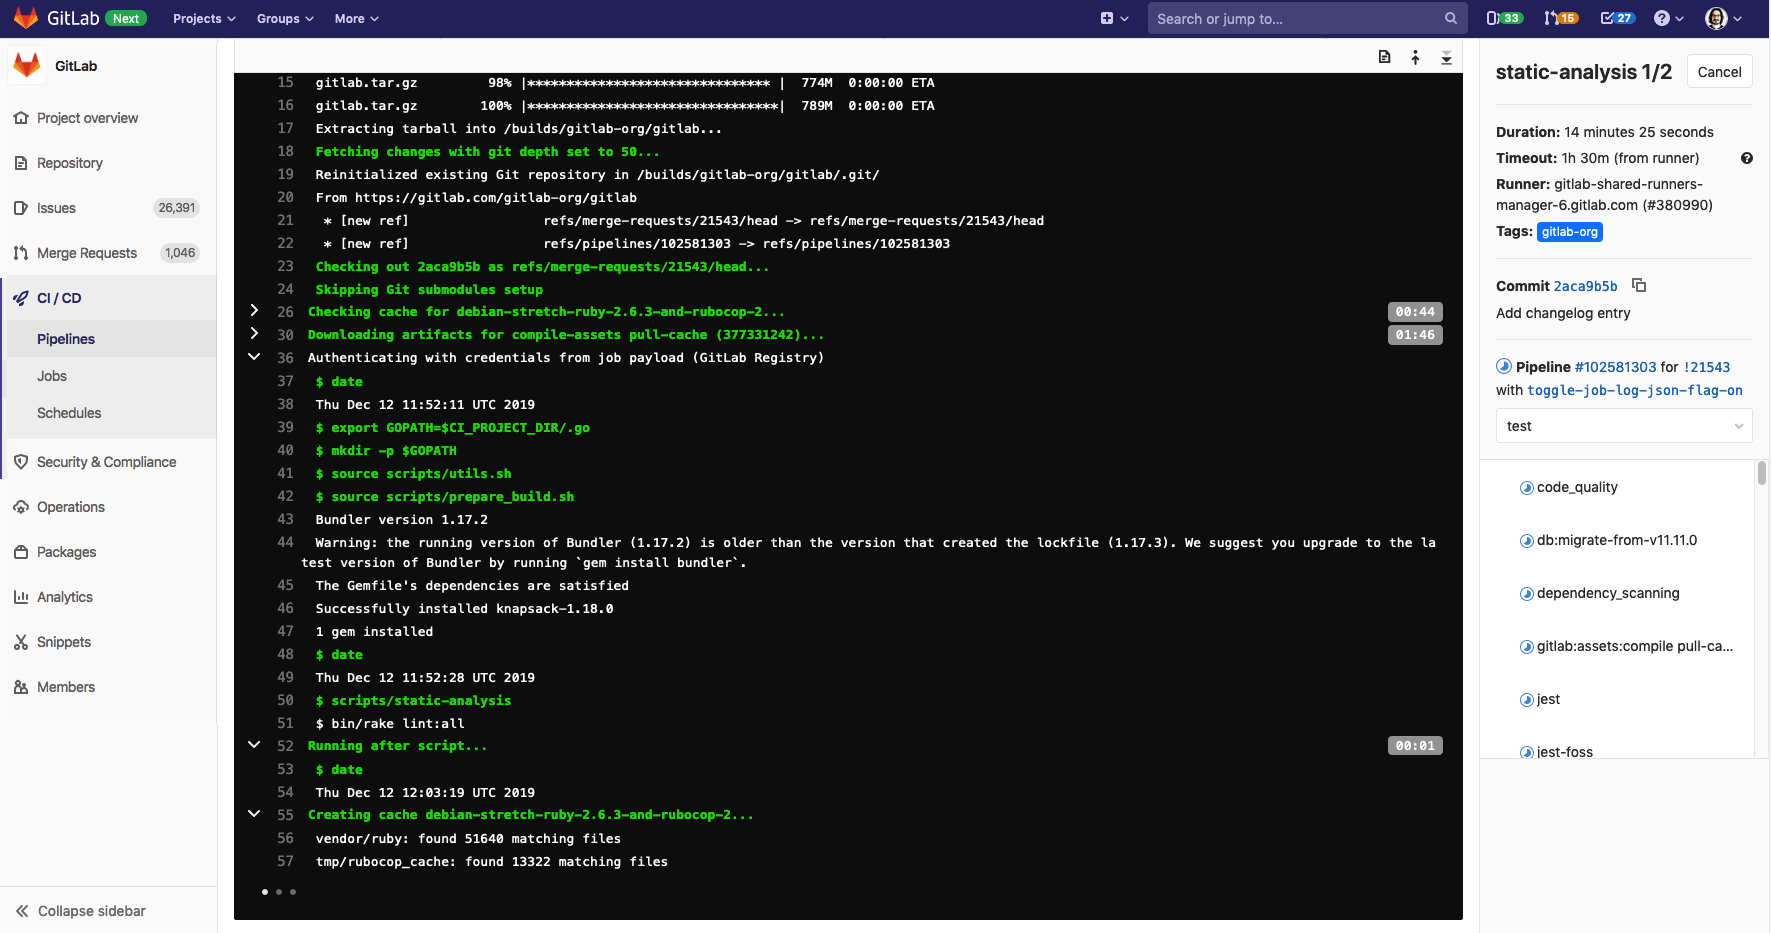 GitLab Next Projects Groups More Search or jump to... 33 15 27
GitLab
Project overview
Repository
Issues 26,391
Merge Requests 1,046
CI / CD
Pipelines
Jobs
Schedules
Security & Compliance
Operations
Packages
Analytics
Snippets
Members
Collapse sidebar
15 gitlab.tar.gz 98% |******************************* | 774M 0:00:00 ETA
16 gitlab.tar.gz 100% |********************************| 789M 0:00:00 ETA
17 Extracting tarball into /builds/gitlab-org/gitlab...
18 Fetching changes with git depth set to 50...
19 Reinitialized existing Git repository in /builds/gitlab-org/gitlab/.git/
20 From https://gitlab.com/gitlab-org/gitlab
21 * [new ref] refs/merge-requests/21543/head -> refs/merge-requests/21543/head
22 * [new ref] refs/pipelines/102581303 -> refs/pipelines/102581303
23 Checking out 2aca9b5b as refs/merge-requests/21543/head...
24 Skipping Git submodules setup
26 Checking cache for debian-stretch-ruby-2.6.3-and-rubocop-2... 00:44
30 Downloading artifacts for compile-assets pull-cache (377331242)... 01:46
36 Authenticating with credentials from job payload (GitLab Registry)
37 $ date
38 Thu Dec 12 11:52:11 UTC 2019
39 $ export GOPATH=$CI_PROJECT_DIR/.go
40 $ mkdir -p $GOPATH
41 $ source scripts/utils.sh
42 $ source scripts/prepare_build.sh
43 Bundler version 1.17.2
44 Warning: the running version of Bundler (1.17.2) is older than the version that created the lockfile (1.17.3). We suggest you upgrade to the la
test version of Bundler by running `gem install bundler`.
45 The Gemfile's dependencies are satisfied
46 Successfully installed knapsack-1.18.0
47 1 gem installed
48 $ date
49 Thu Dec 12 11:52:28 UTC 2019
50 $ scripts/static-analysis
51 $ bin/rake lint:all
52 Running after script... 00:01
53 $ date
54 Thu Dec 12 12:03:19 UTC 2019
55 Creating cache debian-stretch-ruby-2.6.3-and-rubocop-2...
56 vendor/ruby: found 51640 matching files
57 tmp/rubocop_cache: found 13322 matching files
static-analysis 1/2 Cancel
Duration: 14 minutes 25 seconds
Timeout: 1h 30m (from runner)
Runner: gitlab-shared-runners-
manager-6.gitlab.com (#380990)
Tags: gitlab-org
Commit 2aca9b5b
Add changelog entry
Pipeline #102581303 for !21543
with toggle-job-log-json-flag-on
test
code_quality
db:migrate-from-v11.11.0
dependency_scanning
gitlab:assets:compile pull-ca...
jest
jest-foss